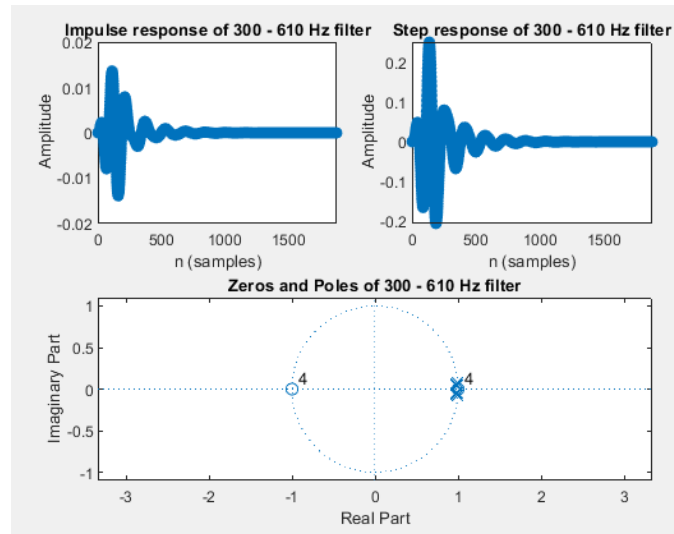 Impulse response of 300 - 610 Hz filter
0.02
0.01
0
-0.01
-0.02
Amplitude
0 500 1000 1500
n (samples)
Step response of 300 - 610 Hz filter
0.2
0.1
0
-0.1
-0.2
Amplitude
0 500 1000 1500
n (samples)
Zeros and Poles of 300 - 610 Hz filter
1
0.5
0
-0.5
-1
Imaginary Part
4 4
-3 -2 -1 0 1 2 3
Real Part